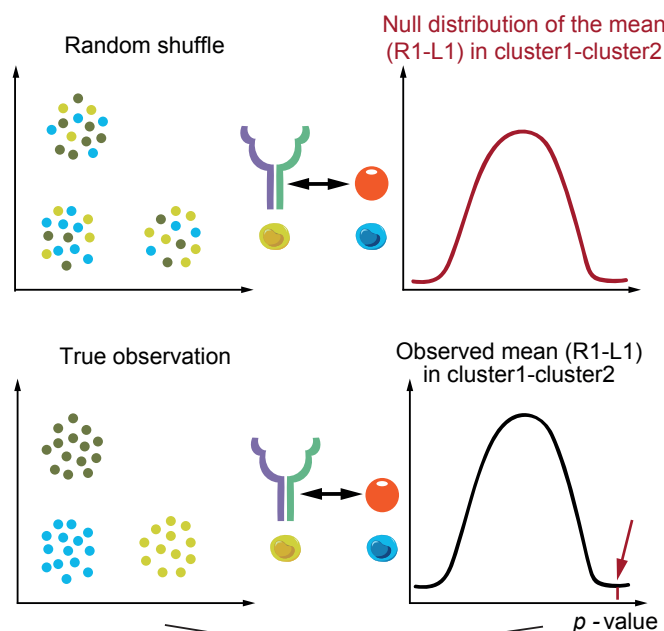 Random shuffle
Null distribution of the mean
(R1-L1) in cluster1-cluster2
True observation
Observed mean (R1-L1)
in cluster1-cluster2
p - value